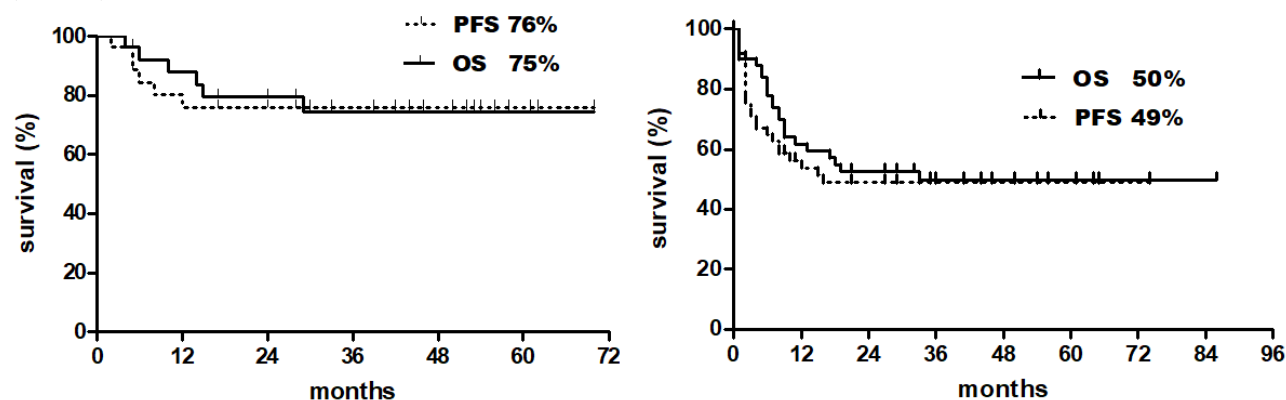 PFS 76%
OS 75%
survival (%)
100
80
60
40
20
0
0 12 24 36 48 60 72
months
OS 50%
PFS 49%
survival (%)
100
80
60
40
20
0
0 12 24 36 48 60 72 84 96
months